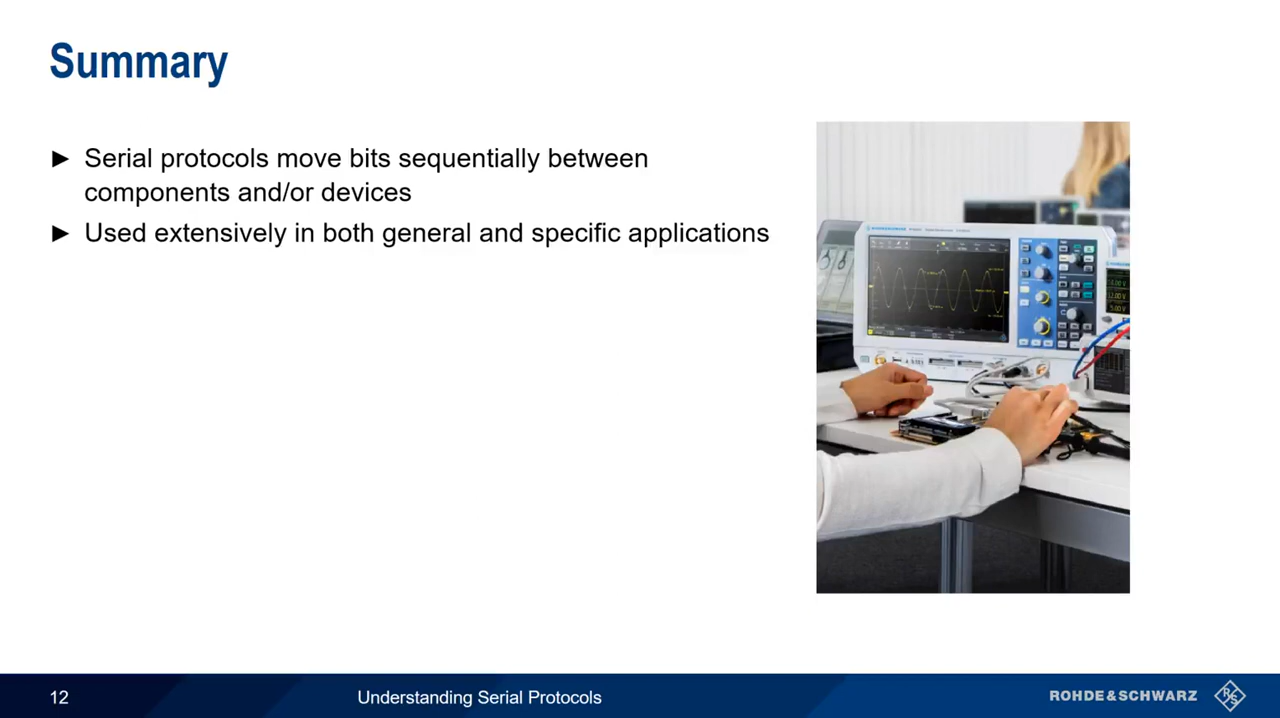 Summary
► Serial protocols move bits sequentially between
components and/or devices
► Used extensively in both general and specific applications
12
Understanding Serial Protocols
ROHDE & SCHWARZ